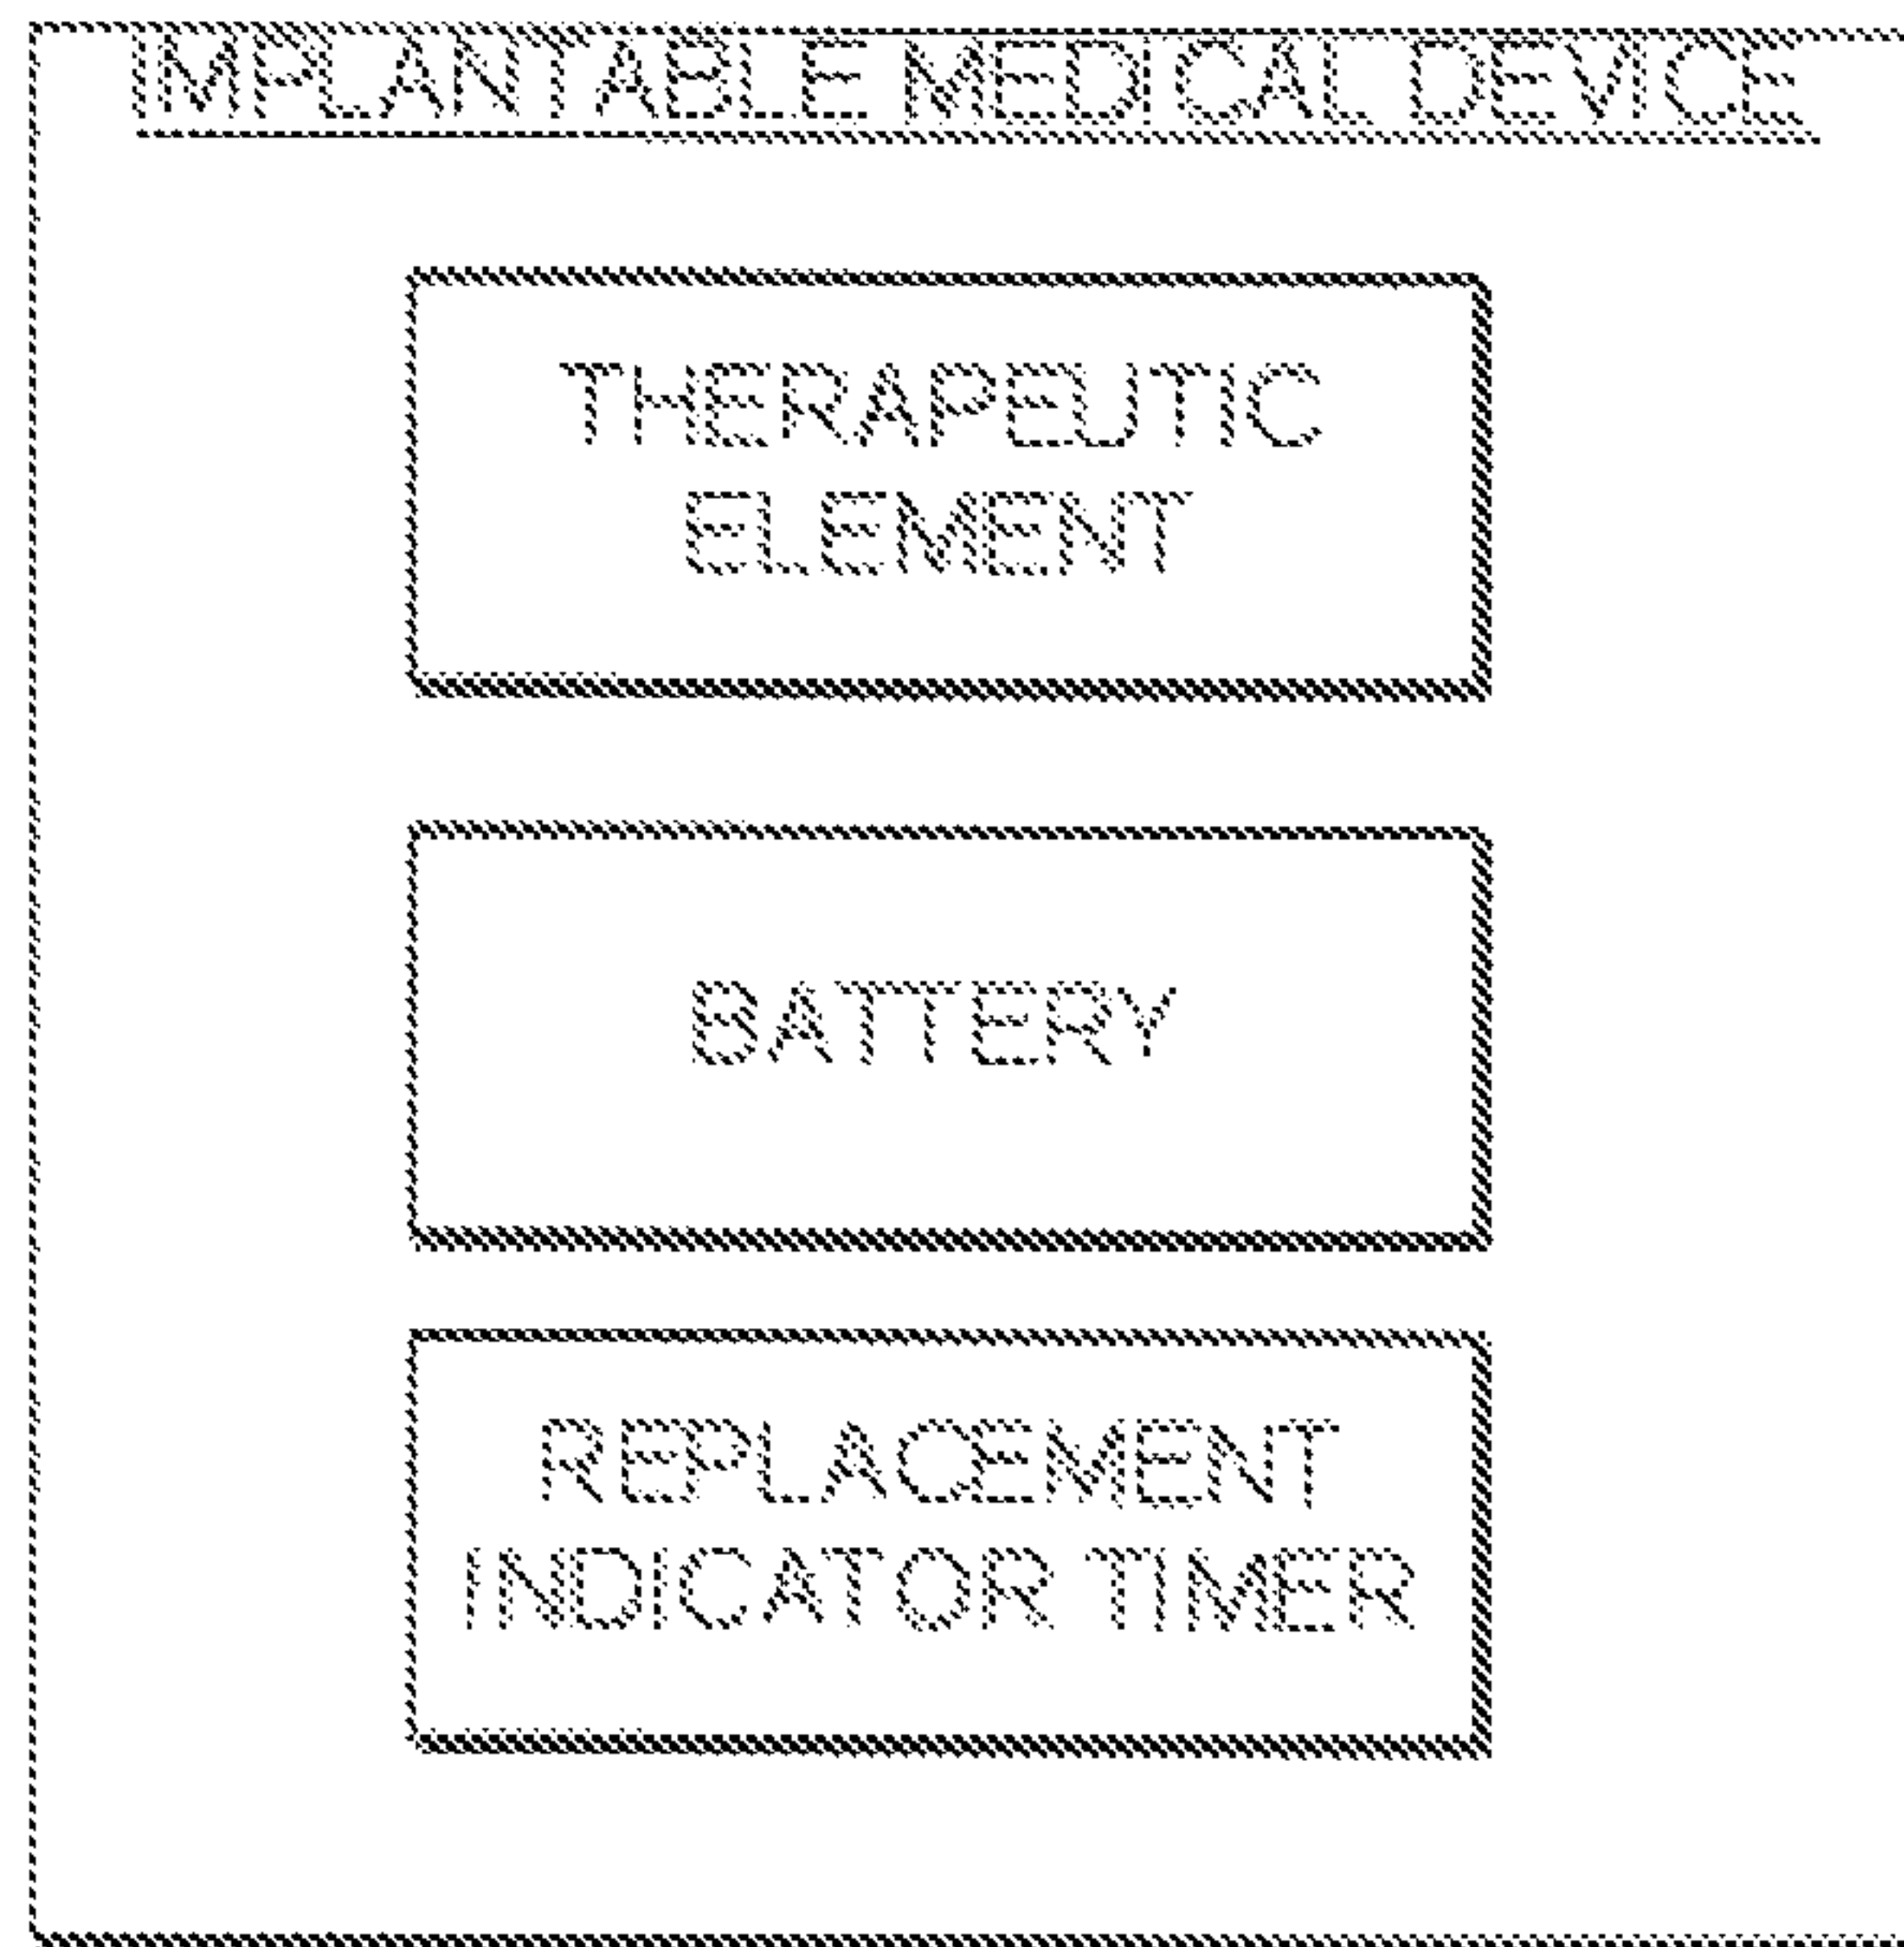 IMPLANTABLE MEDICAL DEVICE
THERAPEUTIC
ELEMENT
BATTERY
REPLACEMENT
INDICATOR TIMER